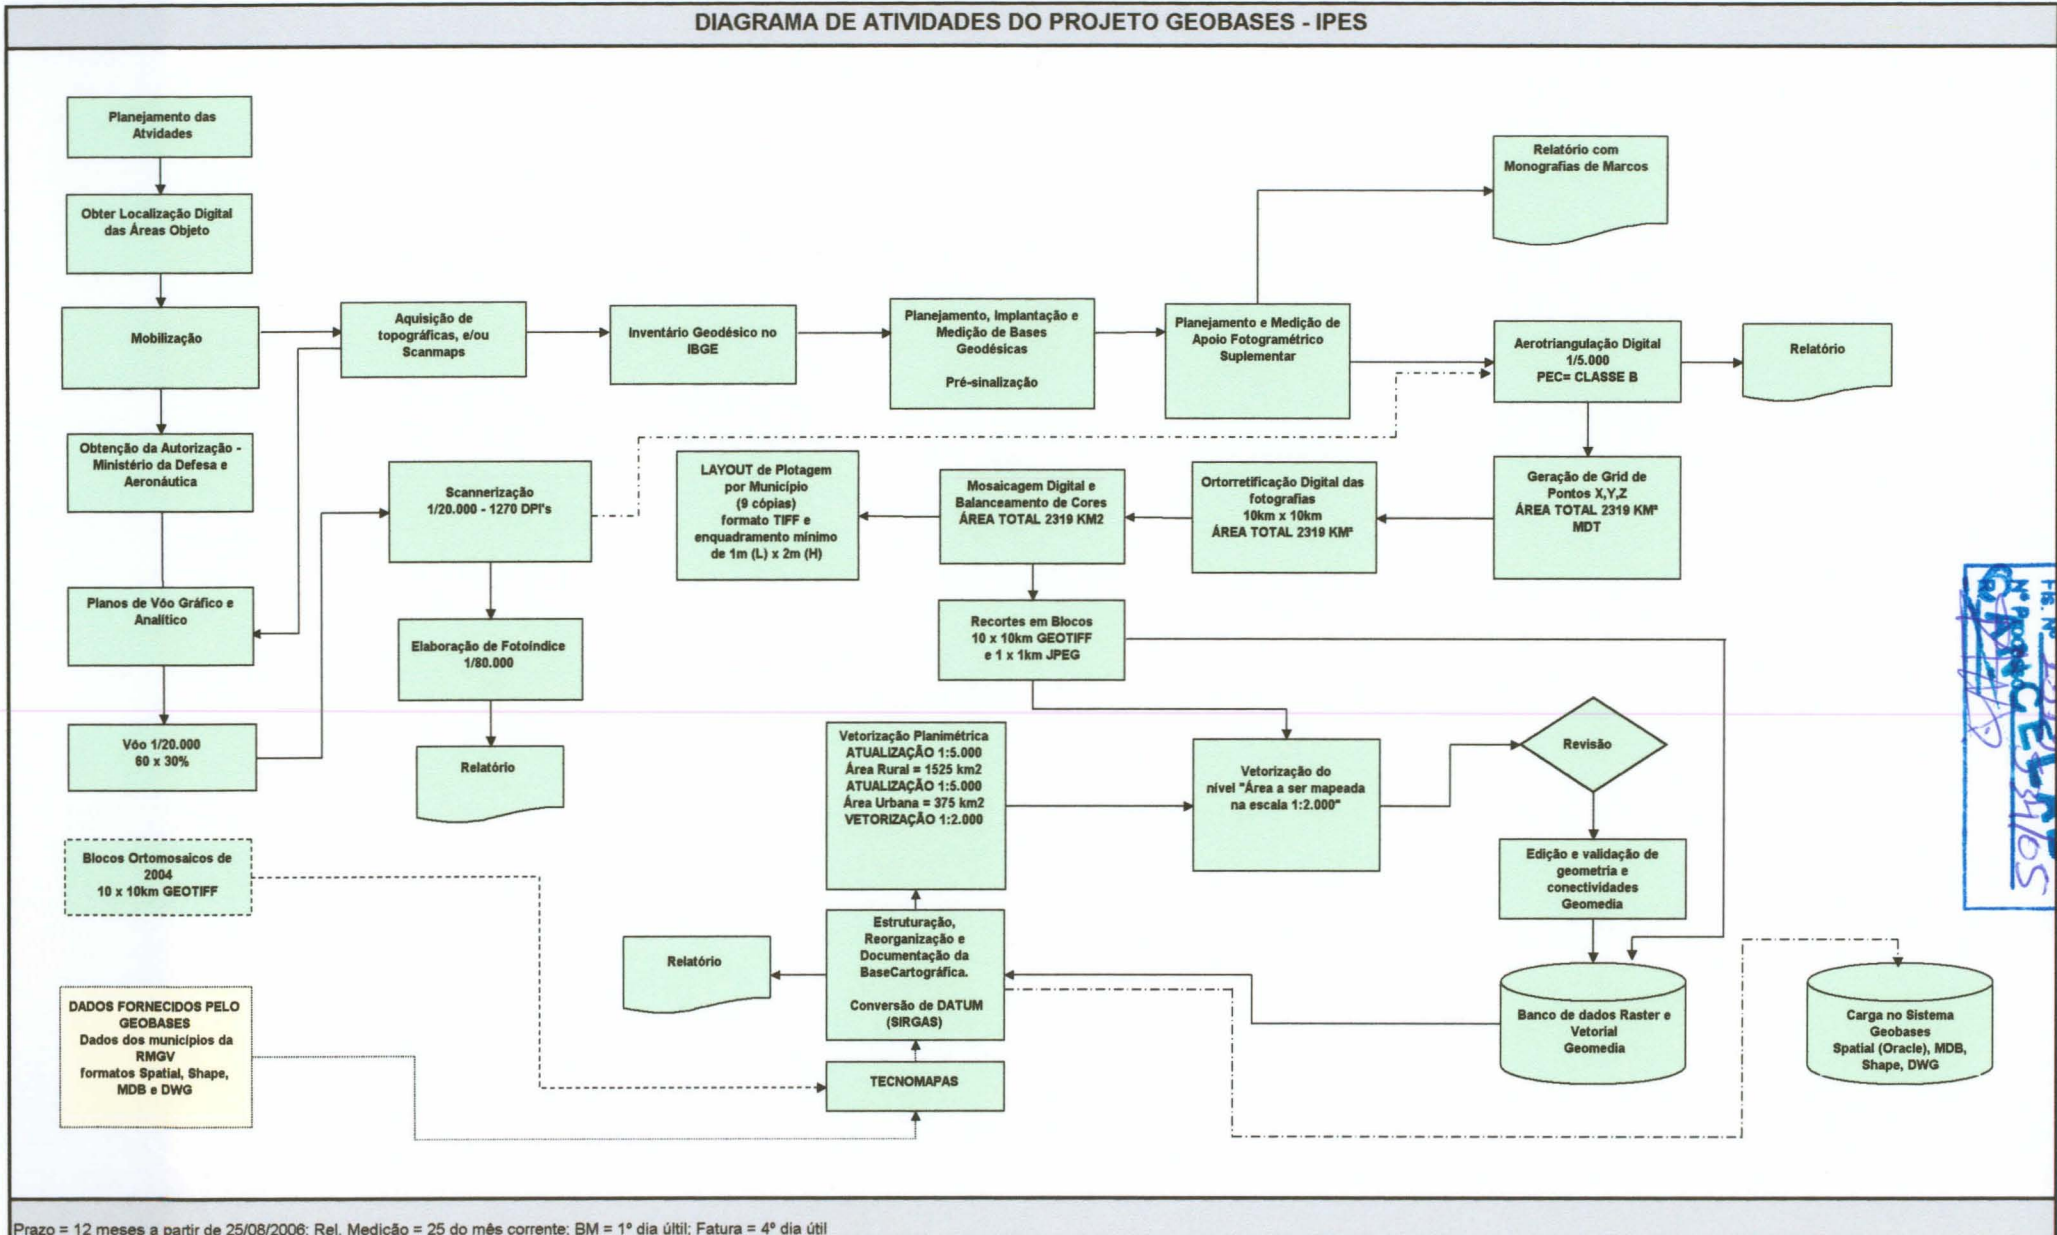 DIAGRAMA DE ATIVIDADES DO PROJETO GEOBASES - IPES
Planejamento das
Atvidades
Obter Localização Digital
das Áreas Objeto
Mobilização
Aquisição de
topográficas, e/ou
Scanmaps
Inventário Geodésico no
IBGE
Planejamento, Implantação e
Medição de Bases
Geodésicas
Pré-sinalização
Planejamento e Medição de
Apoio Fotogramétrico
Suplementar
Relatório com
Monografias de Marcos
Aerotriangulação Digital
1/5.000
PEC= CLASSE B
Relatório
Obtenção da Autorização -
Ministério da Defesa e
Aeronáutica
Scannerização
1/20.000 - 1270 DPI's
LAYOUT de Plotagem
por Município
(9 cópias)
formato TIFF e
enquadramento mínimo
de 1m (L) x 2m (H)
Mosaicagem Digital e
Balanceamento de Cores
ÁREA TOTAL 2319 KM2
Ortorretificação Digital das
fotografias
10km x 10km
ÁREA TOTAL 2319 KM²
Geração de Grid de
Pontos X,Y,Z
ÁREA TOTAL 2319 KM²
MDT
Planos de Vôo Gráfico e
Analítico
Elaboração de Fotoíndice
1/80.000
Recortes em Blocos
10 x 10km GEOTIFF
e 1 x 1km JPEG
Vôo 1/20.000
60 x 30%
Relatório
Vetorização Planimétrica
ATUALIZAÇÃO 1:5.000
Área Rural = 1525 km2
ATUALIZAÇÃO 1:5.000
Área Urbana = 375 km2
VETORIZAÇÃO 1:2.000
Vetorização do
nível "Área a ser mapeada
na escala 1:2.000"
Revisão
Blocos Ortomosaicos de
2004
10 x 10km GEOTIFF
Edição e validação de
geometria e
conectividades
Geomedia
Estruturação,
Reorganização e
Documentação da
BaseCartográfica.
Conversão de DATUM
(SIRGAS)
Relatório
DADOS FORNECIDOS PELO
GEOBASES
Dados dos municípios da
RMGV
formatos Spatial, Shape,
MDB e DWG
TECNOMAPAS
Banco de dados Raster e
Vetorial
Geomedia
Carga no Sistema
Geobases
Spatial (Oracle), MDB,
Shape, DWG
Fls. Nº
Prazo = 12 meses a partir de 25/08/2006; Rel. Medição = 25 do mês corrente; BM = 1º dia últil; Fatura = 4º dia útil